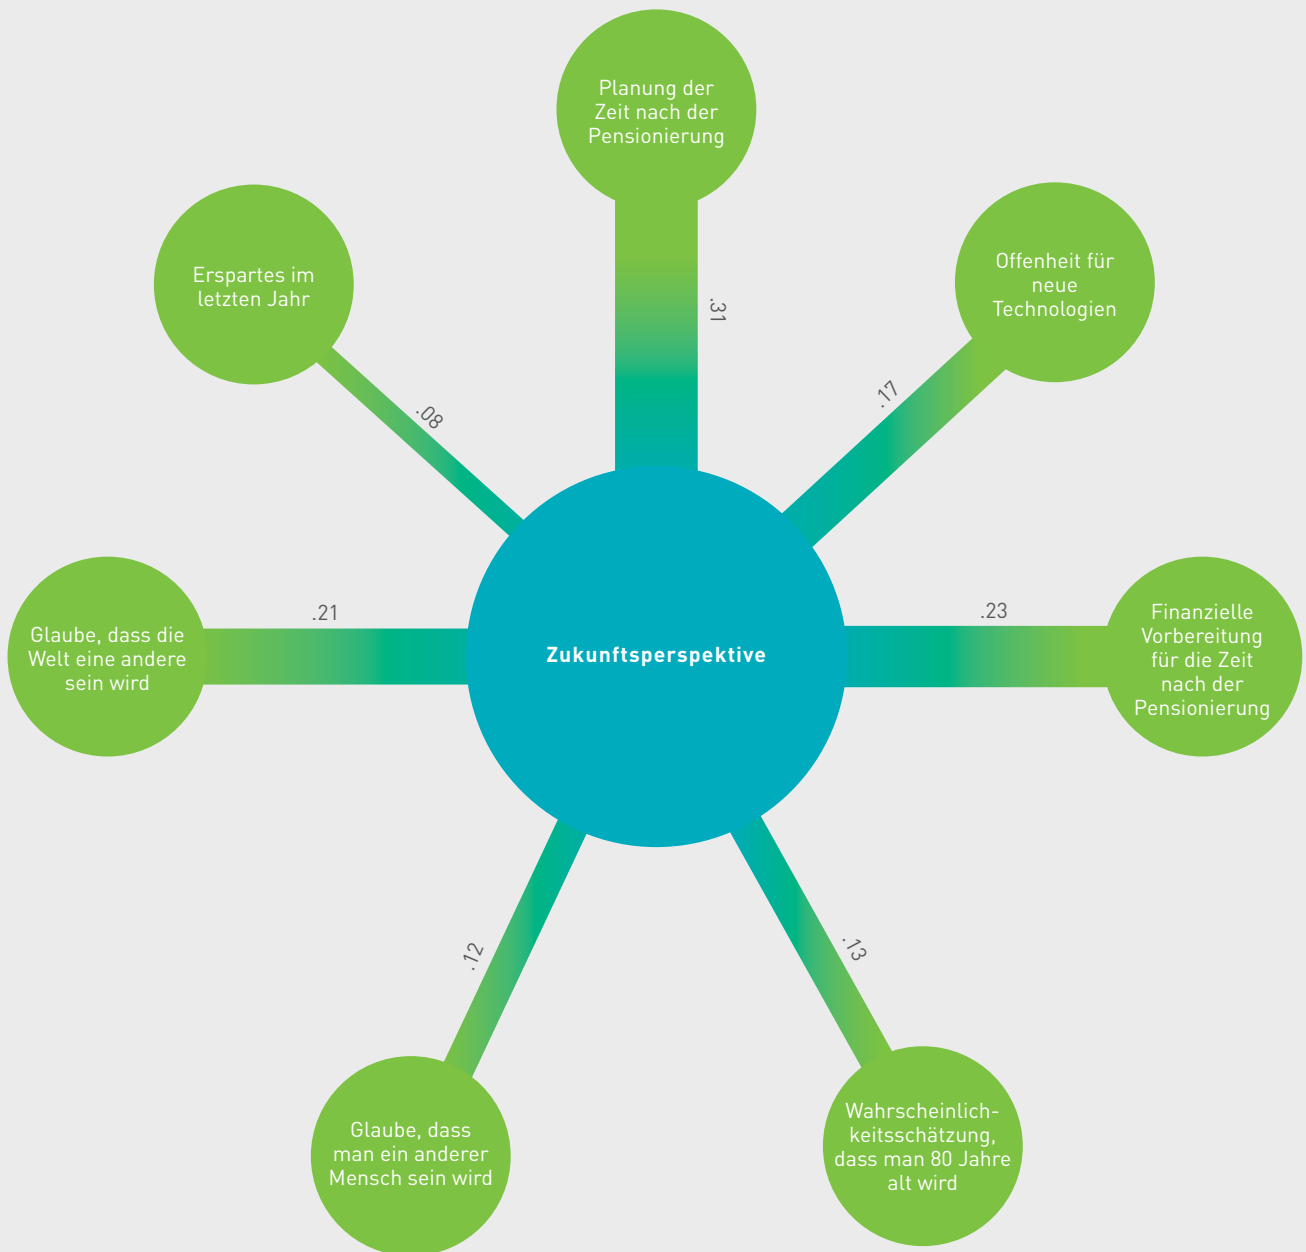 Planung der
Zeit nach der
Pensionierung
Erspartes im
letzten Jahr
Offenheit für
neue
Technologien
.31
.08
.17
Glaube, dass die
Welt eine andere
sein wird
.21
Zukunftsperspektive
.23
Finanzielle
Vorbereitung
für die Zeit
nach der
Pensionierung
.12
.13
Glaube, dass
man ein anderer
Mensch sein wird
Wahrscheinlich-
keitsschätzung,
dass man 80 Jahre
alt wird